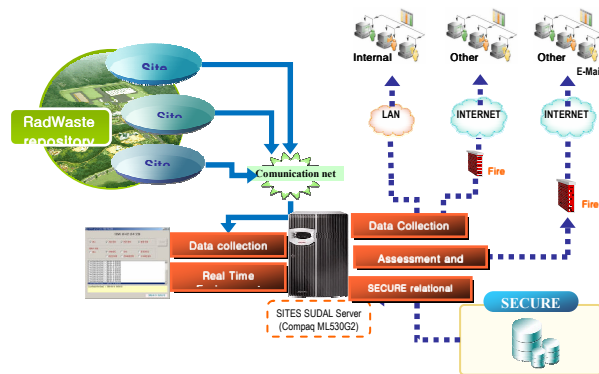 Internal
Other
Other
E-Mai
Site
RadWaste
repository
Site
Site
LAN
INTERNET
INTERNET
Comunication net
Fire
Fire
Data collection
Real Time
Data Collection
Assessment and
SECURE relational
SITES SUDAL Server
(Compaq ML530G2)
SECURE